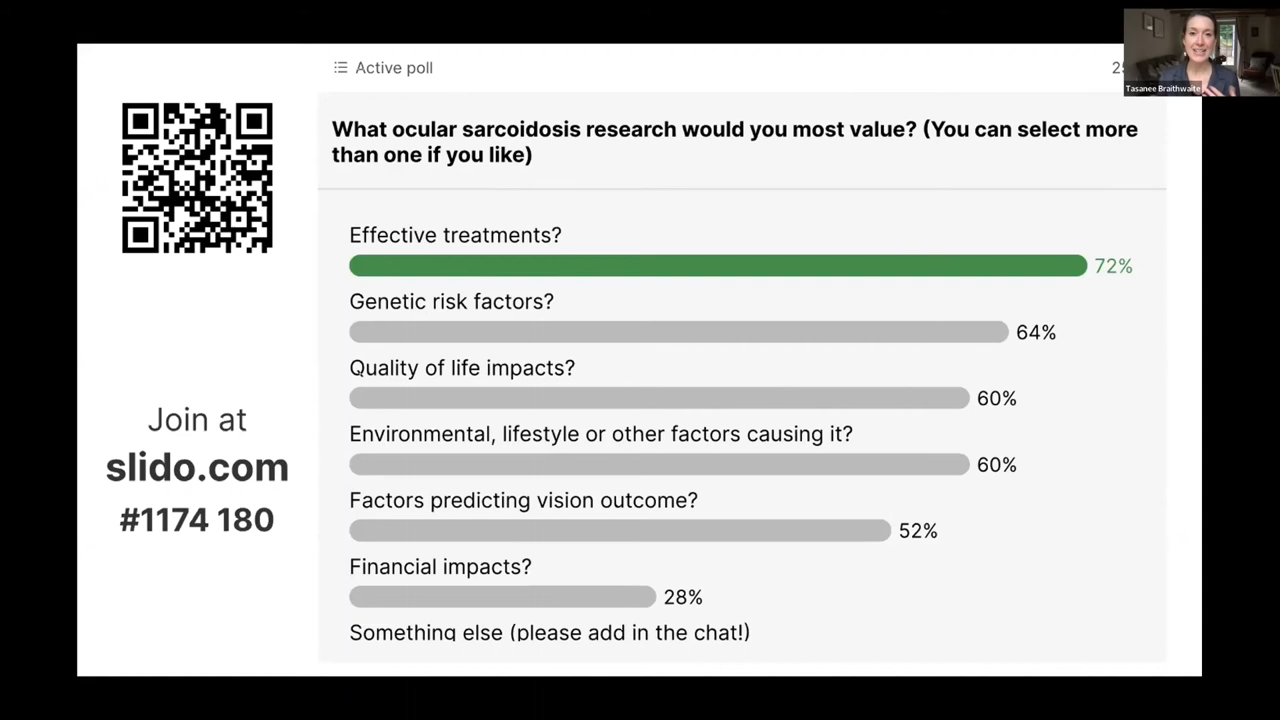 Active poll
25
Tasanee Braithwaite
What ocular sarcoidosis research would you most value? (You can select more
than one if you like)
Effective treatments?
72%
Genetic risk factors?
64%
Quality of life impacts?
60%
Environmental, lifestyle or other factors causing it?
60%
Factors predicting vision outcome?
52%
Financial impacts?
28%
Something else (please add in the chat!)
Join at
slido.com
#1174 180